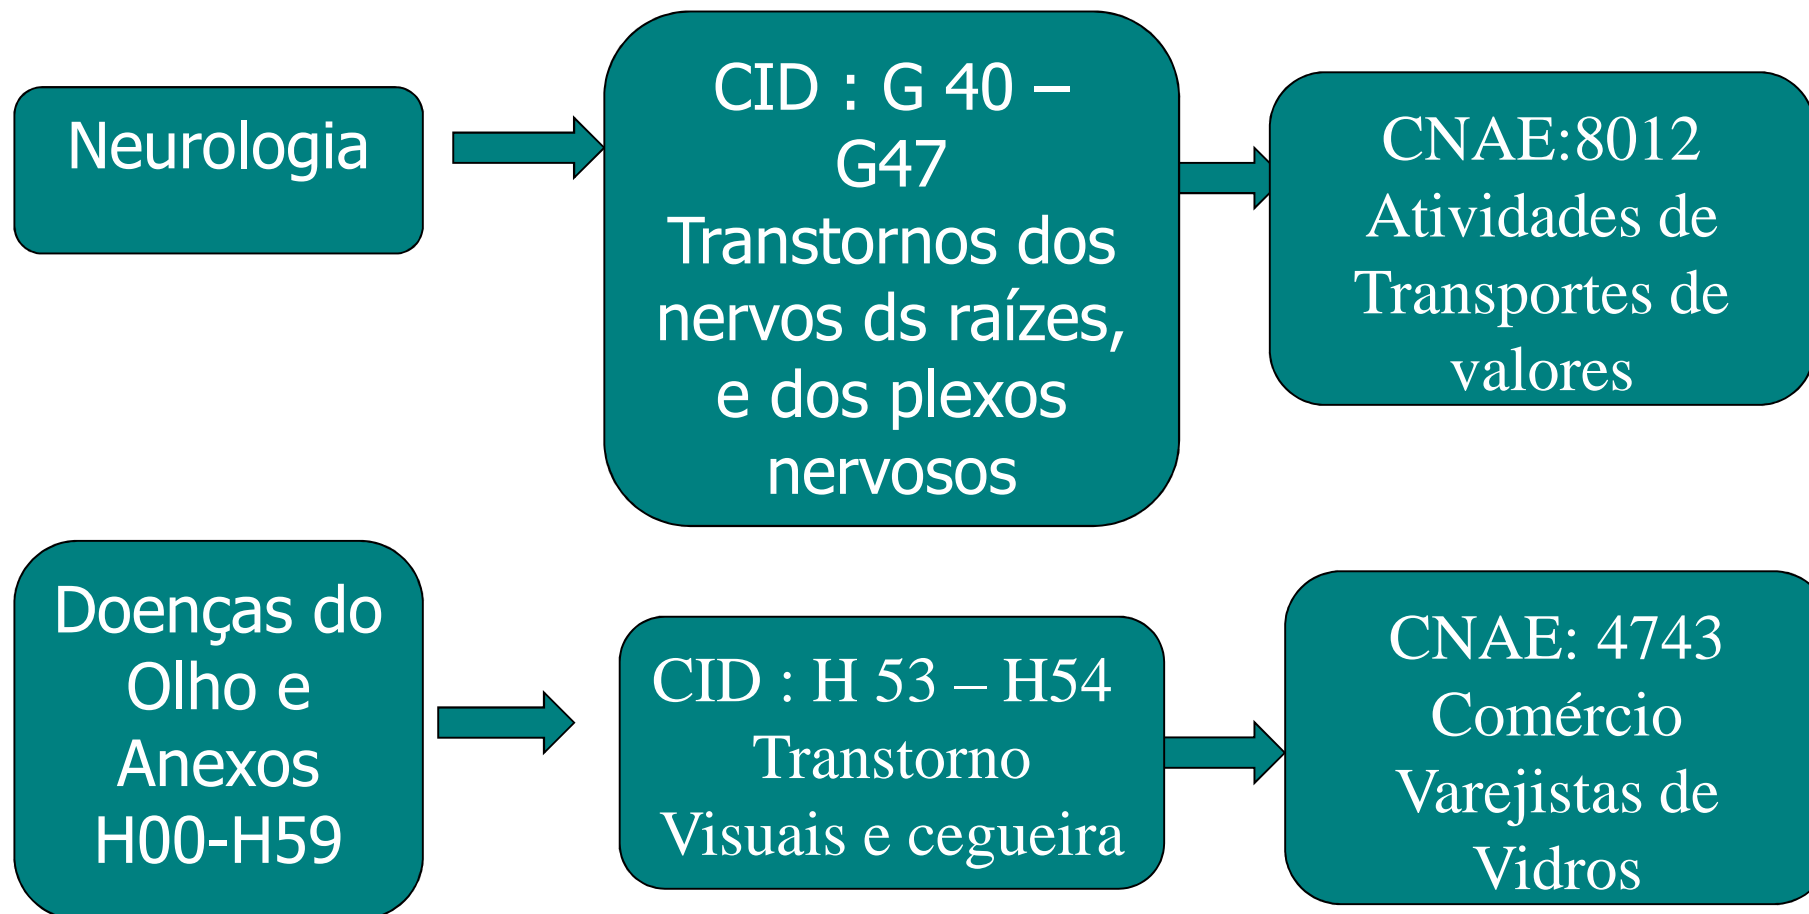 Neurologia
CID : G 40 –
G47
Transtornos dos
nervos ds raízes,
e dos plexos
nervosos
CNAE:8012
Atividades de
Transportes de
valores
Doenças do
Olho e
Anexos
H00-H59
CID : H 53 – H54
Transtorno
Visuais e cegueira
CNAE: 4743
Comércio
Varejistas de
Vidros